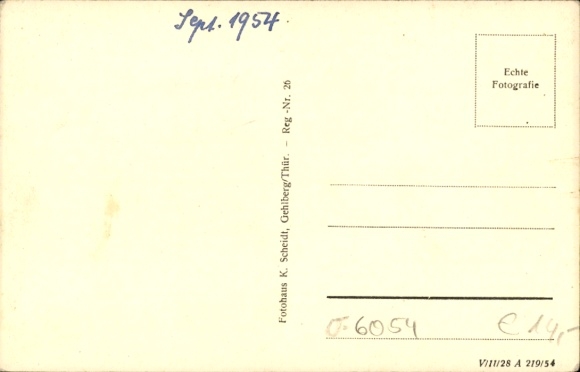 Sept. 1954.
Echte
Fotografie
Fotohaus K. Scheidt, Gehlberg/Thür. – Reg-Nr. 26
6054
€ 14,-
V/11/28 A 219/54